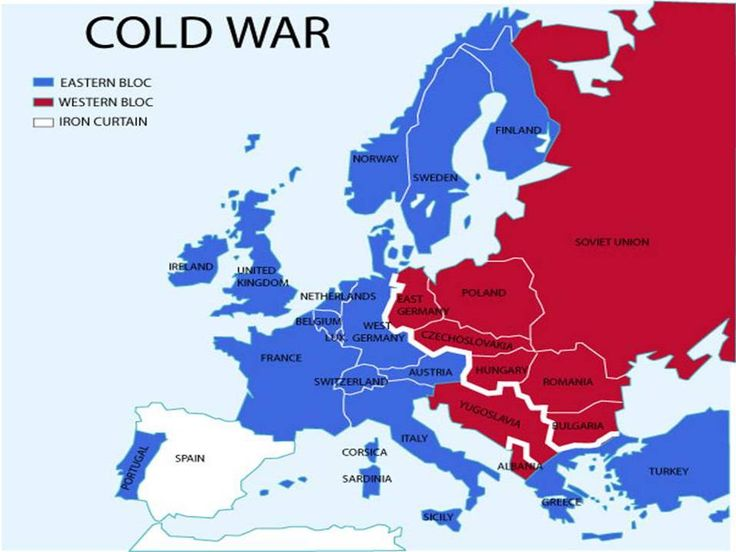 COLD WAR
EASTERN BLOC
WESTERN BLOC
IRON CURTAIN
FINLAND
NORWAY
SWEDEN
SOVIET UNION
IRELAND
UNITED
KINGDOM
NETHERLANDS
EAST
GERMANY
POLAND
BELGIUM
WEST
GERMANY
LUX.
CZECHOSLOVAKIA
FRANCE
SWITZERLAND
AUSTRIA
HUNGARY
ROMANIA
YUGOSLAVIA
BULGARIA
ITALY
CORSICA
SPAIN
PORTUGAL
ALBANIA
TURKEY
SARDINIA
GREECE
SICILY